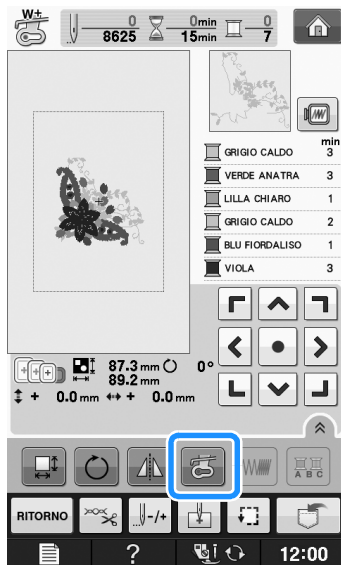 W+
0 0min 0
8625 15min 7
min
GRIGIO CALDO 3
VERDE ANATRA 3
LILLA CHIARO 1
GRIGIO CALDO 2
BLU FIORDALISO 1
VIOLA 3
87.3 mm 0°
89.2 mm
+ 0.0 mm + 0.0 mm
A B C
RITORNO -/+
? 12:00